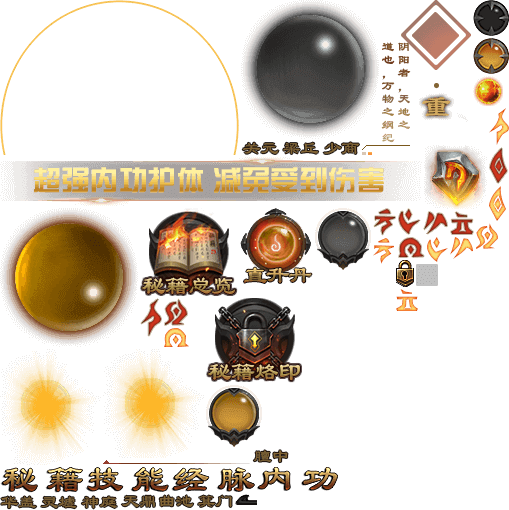 阴阳者，天地之
道也，万物之纲纪
重
关元 梁丘 少商
超强内功护体 减免受到伤害
秘籍总览
直升丹
秘籍烙印
膻中
秘籍技能经脉内功
华盖 灵墟 神庭 天鼎 曲池 期门